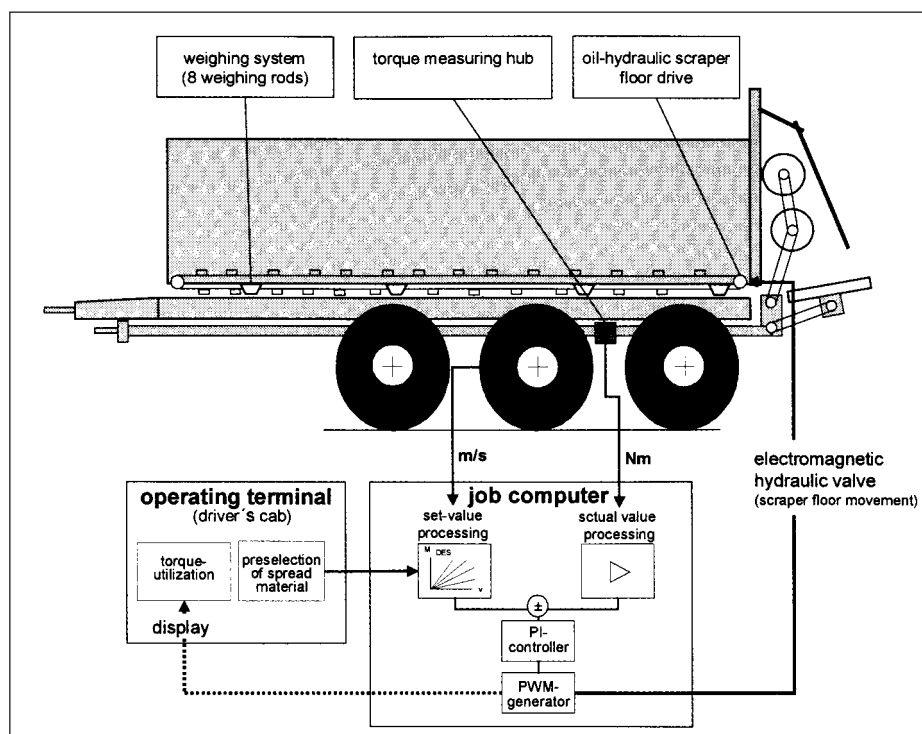 weighing system
(8 weighing rods)
torque measuring hub
oil-hydraulic scraper
floor drive
m/s
Nm
electromagnetic
hydraulic valve
(scraper floor movement)
operating terminal
(driver´s cab)
torque-
utilization
preselection
of spread
material
display
job computer
set-value
processing
sctual value
processing
M DES
v
±
PI-
controller
PWM-
generator